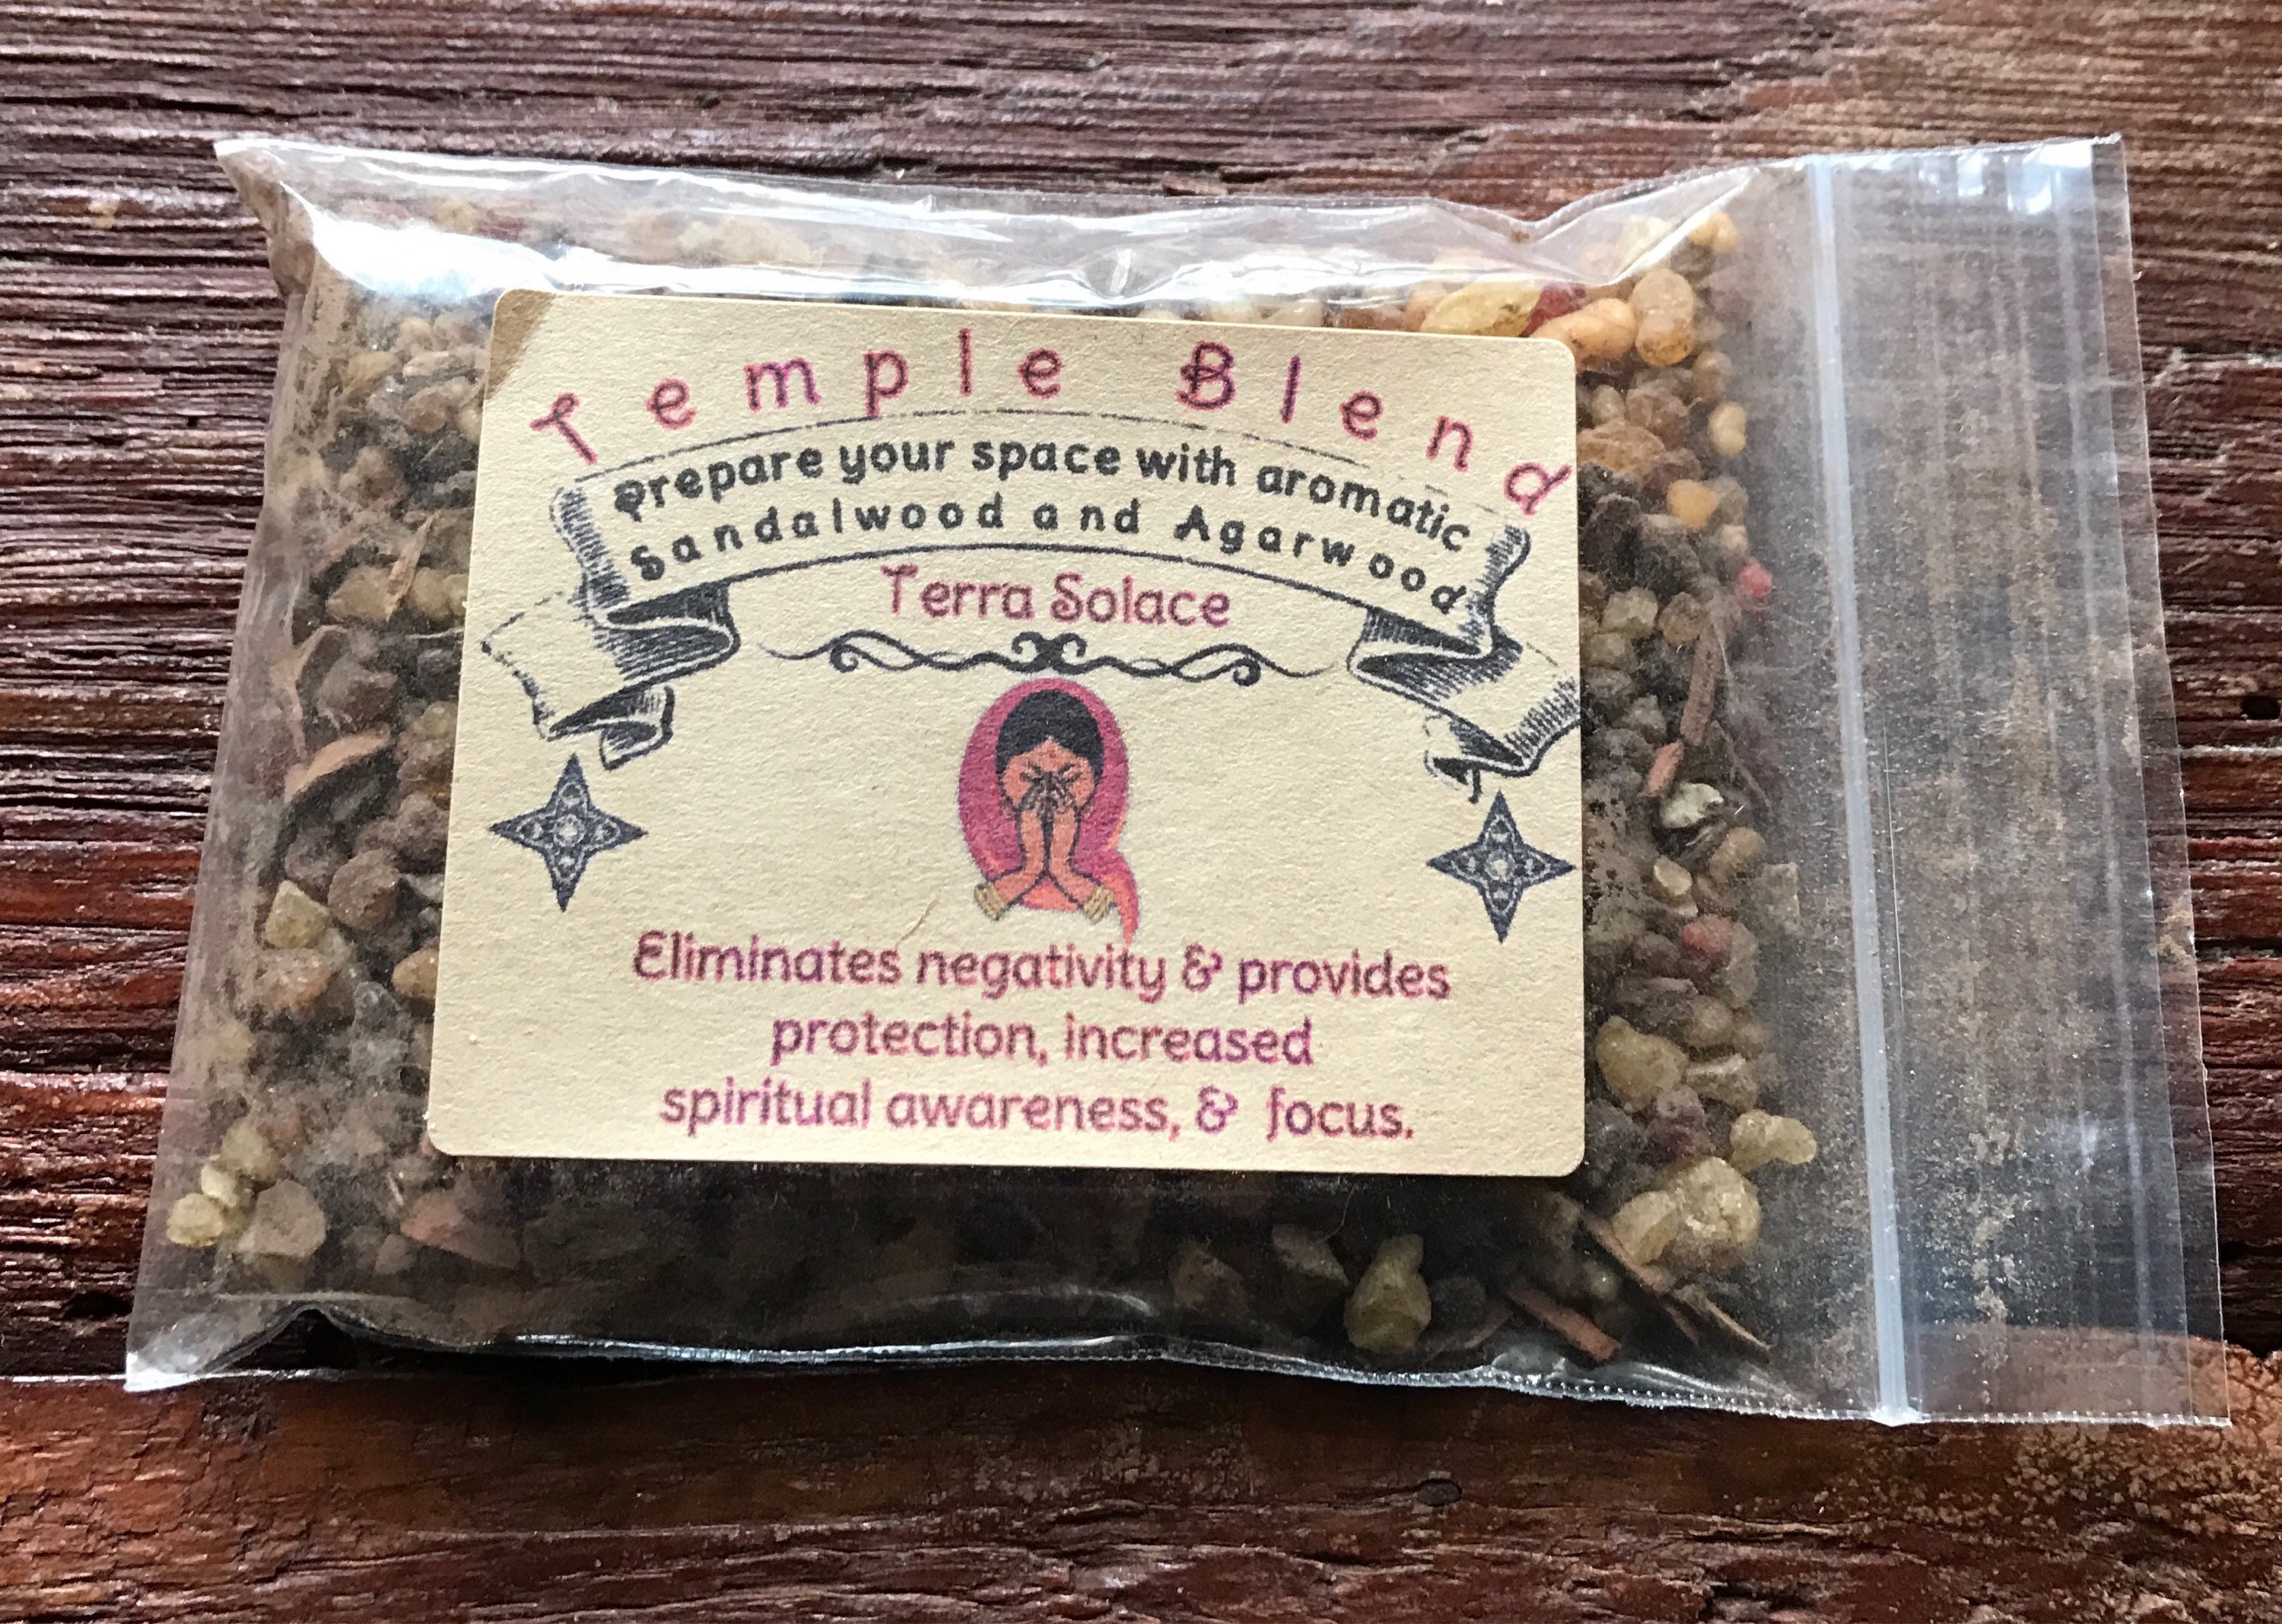 Temple Blend
prepare your space with aromatic
Sandalwood and Agarwood
Terra Solace
Eliminates negativity & provides
protection, increased
spiritual awareness, & focus.